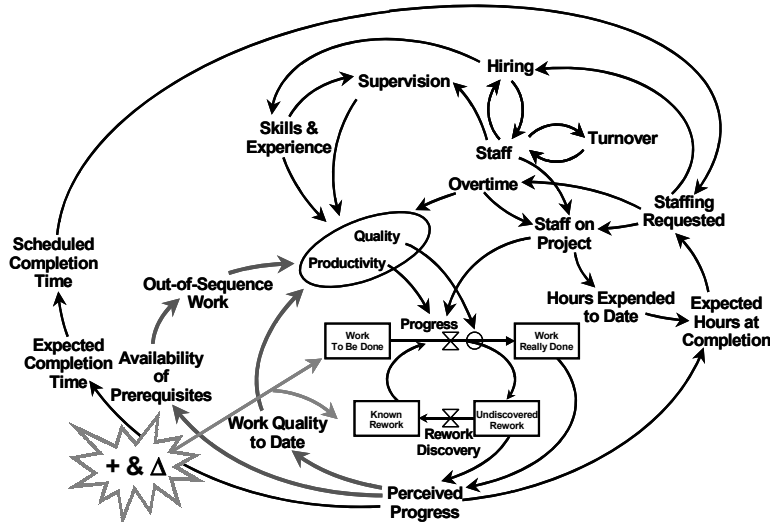 Hiring
Supervision
Skills &
Experience
Staff
Turnover
Overtime
Staffing
Requested
Staff on
Project
Quality
Productivity
Scheduled
Completion
Time
Out-of-Sequence
Work
Hours Expended
to Date
Expected
Hours at
Completion
Progress
Work
To Be Done
Work
Really Done
Expected
Completion
Time
Availability
of
Prerequisites
Known
Rework
Undiscovered
Rework
Rework
Discovery
Work Quality
to Date
+ & Δ
Perceived
Progress